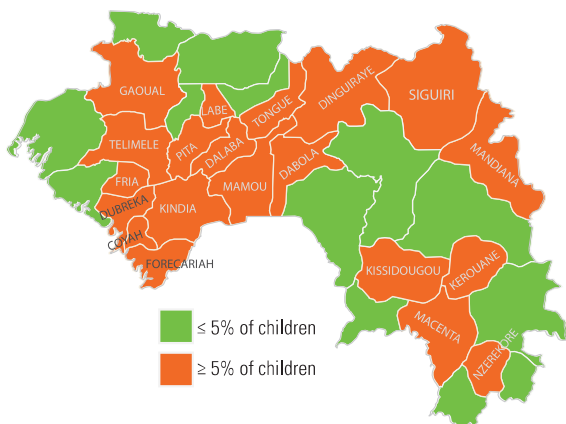 GAOUAL
LABE
TONGUE
DINGUIRAYE
SIGUIRI
TELIMELE
PITA
DALABA
DABOLA
MANDIANA
FRIA
MAMOU
DUBREKA
KINDIA
COYAH
FORECARIAH
KISSIDOUGOU
KEROUANE
MACENTA
NZEREKORE
≤ 5% of children
≥ 5% of children